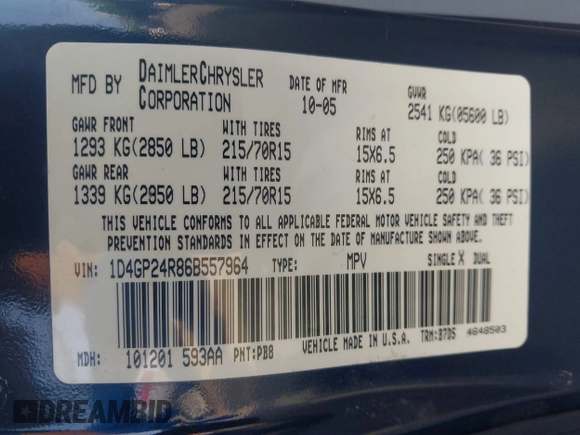 MFD BY DAIMLERCHRYSLER CORPORATION DATE OF MFR 10-05 GVWR 2541 KG(05600 LB)
GAWR FRONT WITH TIRES RIMS AT COLD
1293 KG(2850 LB) 215/70R15 15X6.5 250 KPA( 36 PSI)
GAWR REAR WITH TIRES RIMS AT COLD
1339 KG(2950 LB) 215/70R15 15X6.5 250 KPA( 36 PSI)
THIS VEHICLE CONFORMS TO ALL APPLICABLE FEDERAL MOTOR VEHICLE SAFETY AND THEFT
PREVENTION STANDARDS IN EFFECT ON THE DATE OF MANUFACTURE SHOWN ABOVE.
VIN: 1D4GP24R86B557964 TYPE: MPV SINGLE X DUAL
MDH: 101201 593AA PNT:PB8 VEHICLE MADE IN U.S.A. TRM:B7D5 4648503
DREAMBID